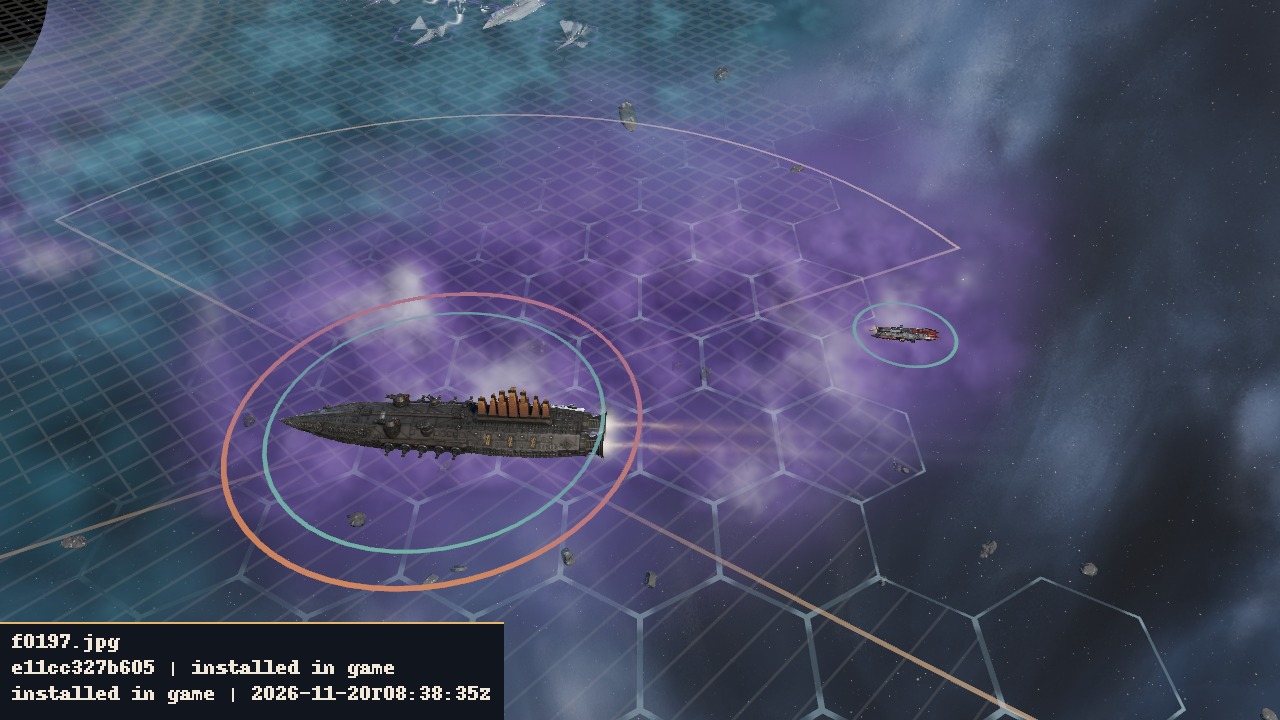 f0197.jpg
e11cc327b605 | installed in game
installed in game | 2026-11-20T08:38:35Z